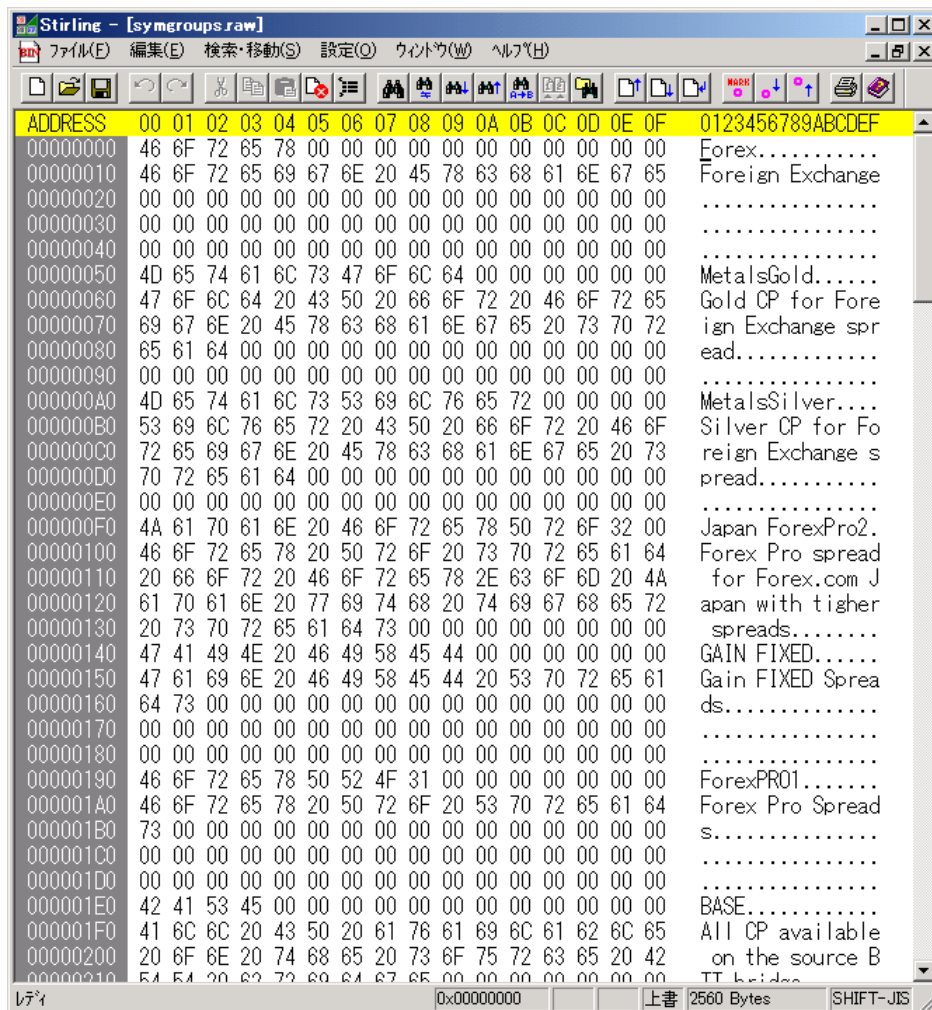 Stirling - [symgroups.raw]
ファイル(F) 編集(E) 検索・移動(S) 設定(O) ウィンドウ(W) ヘルプ(H)
ADDRESS 00 01 02 03 04 05 06 07 08 09 0A 0B 0C 0D 0E 0F 0123456789ABCDEF
00000000 46 6F 72 65 78 00 00 00 00 00 00 00 00 00 00 00 Forex...........
00000010 46 6F 72 65 69 67 6E 20 45 78 63 68 61 6E 67 65 Foreign Exchange
00000020 00 00 00 00 00 00 00 00 00 00 00 00 00 00 00 00 ................
00000030 00 00 00 00 00 00 00 00 00 00 00 00 00 00 00 00 ................
00000040 00 00 00 00 00 00 00 00 00 00 00 00 00 00 00 00 ................
00000050 4D 65 74 61 6C 73 47 6F 6C 64 00 00 00 00 00 00 MetalsGold......
00000060 47 6F 6C 64 20 43 50 20 66 6F 72 20 46 6F 72 65 Gold CP for Fore
00000070 69 67 6E 20 45 78 63 68 61 6E 67 65 20 73 70 72 ign Exchange spr
00000080 65 61 64 00 00 00 00 00 00 00 00 00 00 00 00 00 ead.............
00000090 00 00 00 00 00 00 00 00 00 00 00 00 00 00 00 00 ................
000000A0 4D 65 74 61 6C 73 53 69 6C 76 65 72 00 00 00 00 MetalsSilver....
000000B0 53 69 6C 76 65 72 20 43 50 20 66 6F 72 20 46 6F Silver CP for Fo
000000C0 72 65 69 67 6E 20 45 78 63 68 61 6E 67 65 20 73 reign Exchange s
000000D0 70 72 65 61 64 00 00 00 00 00 00 00 00 00 00 00 pread...........
000000E0 00 00 00 00 00 00 00 00 00 00 00 00 00 00 00 00 ................
000000F0 4A 61 70 61 6E 20 46 6F 72 65 78 50 72 6F 32 00 Japan ForexPro2.
00000100 46 6F 72 65 78 20 50 72 6F 20 73 70 72 65 61 64 Forex Pro spread
00000110 20 66 6F 72 20 46 6F 72 65 78 2E 63 6F 6D 20 4A  for Forex.com J
00000120 61 70 61 6E 20 77 69 74 68 20 74 69 67 68 65 72 apan with tigher
00000130 20 73 70 72 65 61 64 73 00 00 00 00 00 00 00 00  spreads........
00000140 47 41 49 4E 20 46 49 58 45 44 00 00 00 00 00 00 GAIN FIXED......
00000150 47 61 69 6E 20 46 49 58 45 44 20 53 70 72 65 61 Gain FIXED Sprea
00000160 64 73 00 00 00 00 00 00 00 00 00 00 00 00 00 00 ds..............
00000170 00 00 00 00 00 00 00 00 00 00 00 00 00 00 00 00 ................
00000180 00 00 00 00 00 00 00 00 00 00 00 00 00 00 00 00 ................
00000190 46 6F 72 65 78 50 52 4F 31 00 00 00 00 00 00 00 ForexPRO1.......
000001A0 46 6F 72 65 78 20 50 72 6F 20 53 70 72 65 61 64 Forex Pro Spread
000001B0 73 00 00 00 00 00 00 00 00 00 00 00 00 00 00 00 s...............
000001C0 00 00 00 00 00 00 00 00 00 00 00 00 00 00 00 00 ................
000001D0 00 00 00 00 00 00 00 00 00 00 00 00 00 00 00 00 ................
000001E0 42 41 53 45 00 00 00 00 00 00 00 00 00 00 00 00 BASE............
000001F0 41 6C 6C 20 43 50 20 61 76 61 69 6C 61 62 6C 65 All CP available
00000200 20 6F 6E 20 74 68 65 20 73 6F 75 72 63 65 20 42  on the source B
00000210 54 54 20 62 72 69 64 67 65 00 00 00 00 00 00 00 TT bridge.......
レディ 0x00000000 上書 2560 Bytes SHIFT-JIS